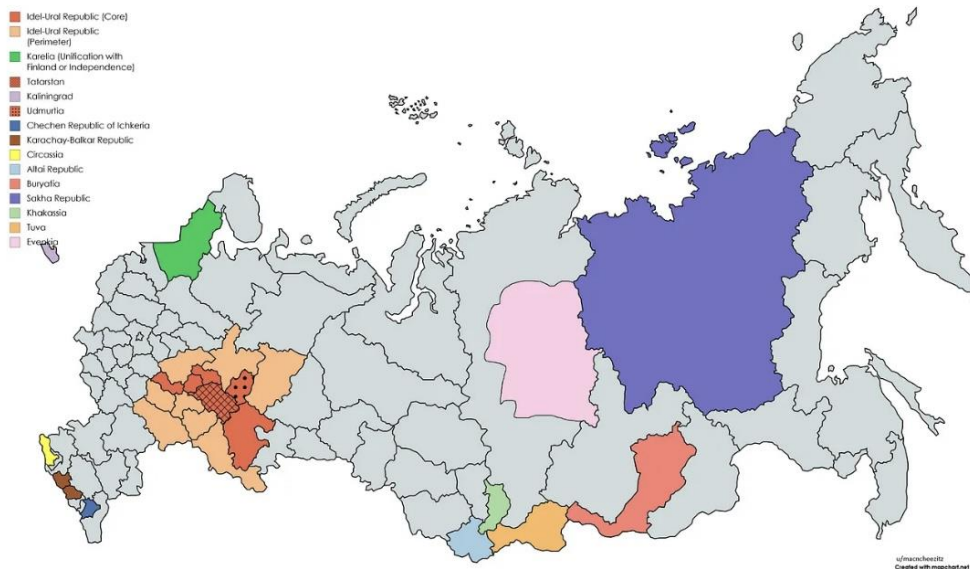 Idel-Ural Republic (Core)
Idel-Ural Republic
(Perimeter)
Karelia (Unification with
Finland or Independence)
Tatarstan
Kaliningrad
Udmurtia
Chechen Republic of Ichkeria
Karachay-Balkar Republic
Circassia
Altai Republic
Buryatia
Sakha Republic
Khakassia
Tuva
Evenkia
u/macncheezitz
Created with mapchart.net